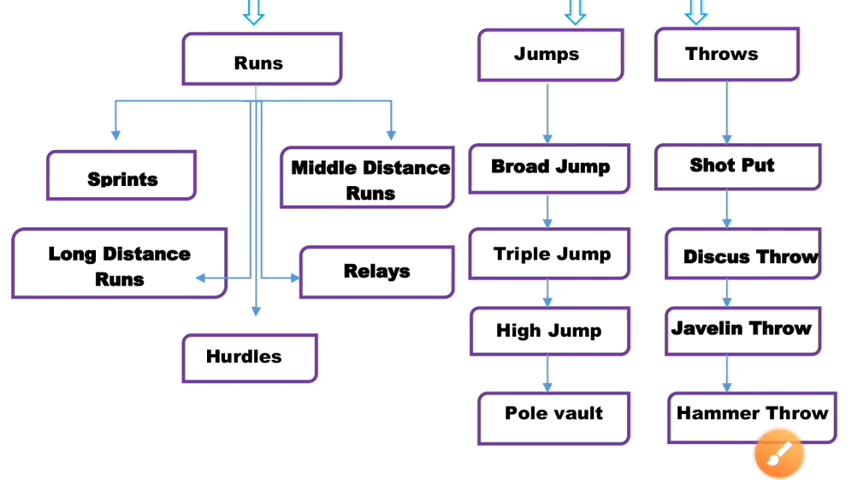 Runs
Jumps
Throws
Sprints
Middle Distance
Runs
Broad Jump
Shot Put
Long Distance
Runs
Relays
Triple Jump
Discus Throw
High Jump
Javelin Throw
Hurdles
Pole vault
Hammer Throw